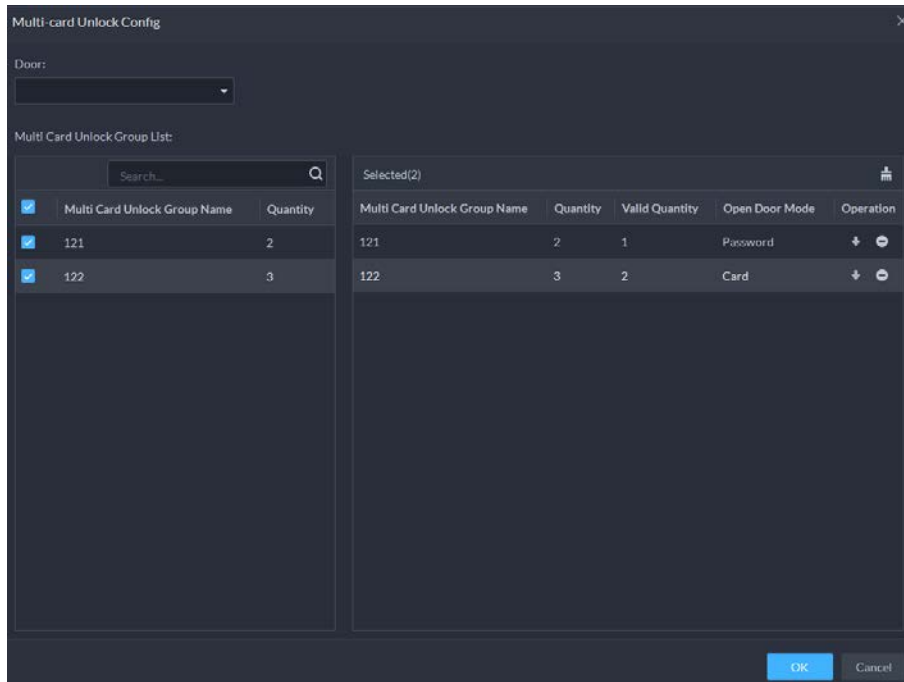 Multi-card Unlock Config
Door:
Multi Card Unlock Group List:
Search...
Multi Card Unlock Group Name Quantity
121 2
122 3
Selected(2)
Multi Card Unlock Group Name Quantity Valid Quantity Open Door Mode Operation
121 2 1 Password
122 3 2 Card
OK Cancel